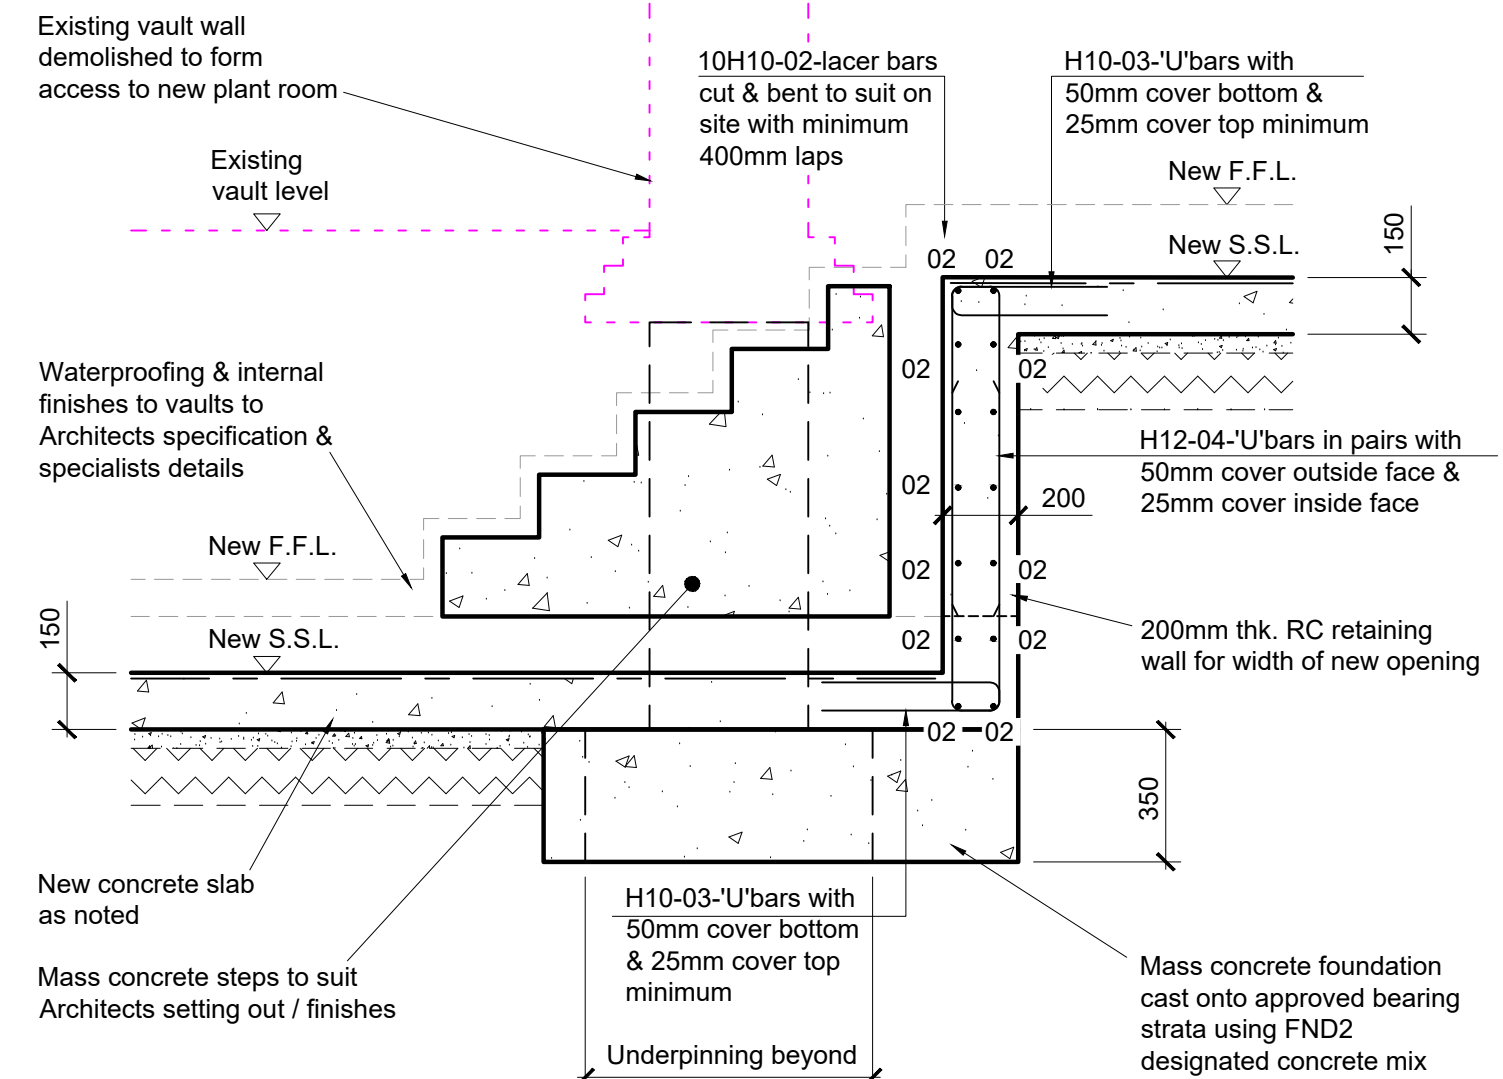 Existing vault wall
demolished to form
access to new plant room
10H10-02-lacer bars
cut & bent to suit on
site with minimum
400mm laps
H10-03-'U'bars with
50mm cover bottom &
25mm cover top minimum
Existing
vault level
New F.F.L.
New S.S.L.
150
02 02
Waterproofing & internal
finishes to vaults to
Architects specification &
specialists details
02 02
H12-04-'U'bars in pairs with
50mm cover outside face &
25mm cover inside face
02
200
New F.F.L.
02 02
150
New S.S.L.
02 02
200mm thk. RC retaining
wall for width of new opening
02 02
350
New concrete slab
as noted
H10-03-'U'bars with
50mm cover bottom
& 25mm cover top
minimum
Mass concrete steps to suit
Architects setting out / finishes
Mass concrete foundation
cast onto approved bearing
strata using FND2
designated concrete mix
Underpinning beyond